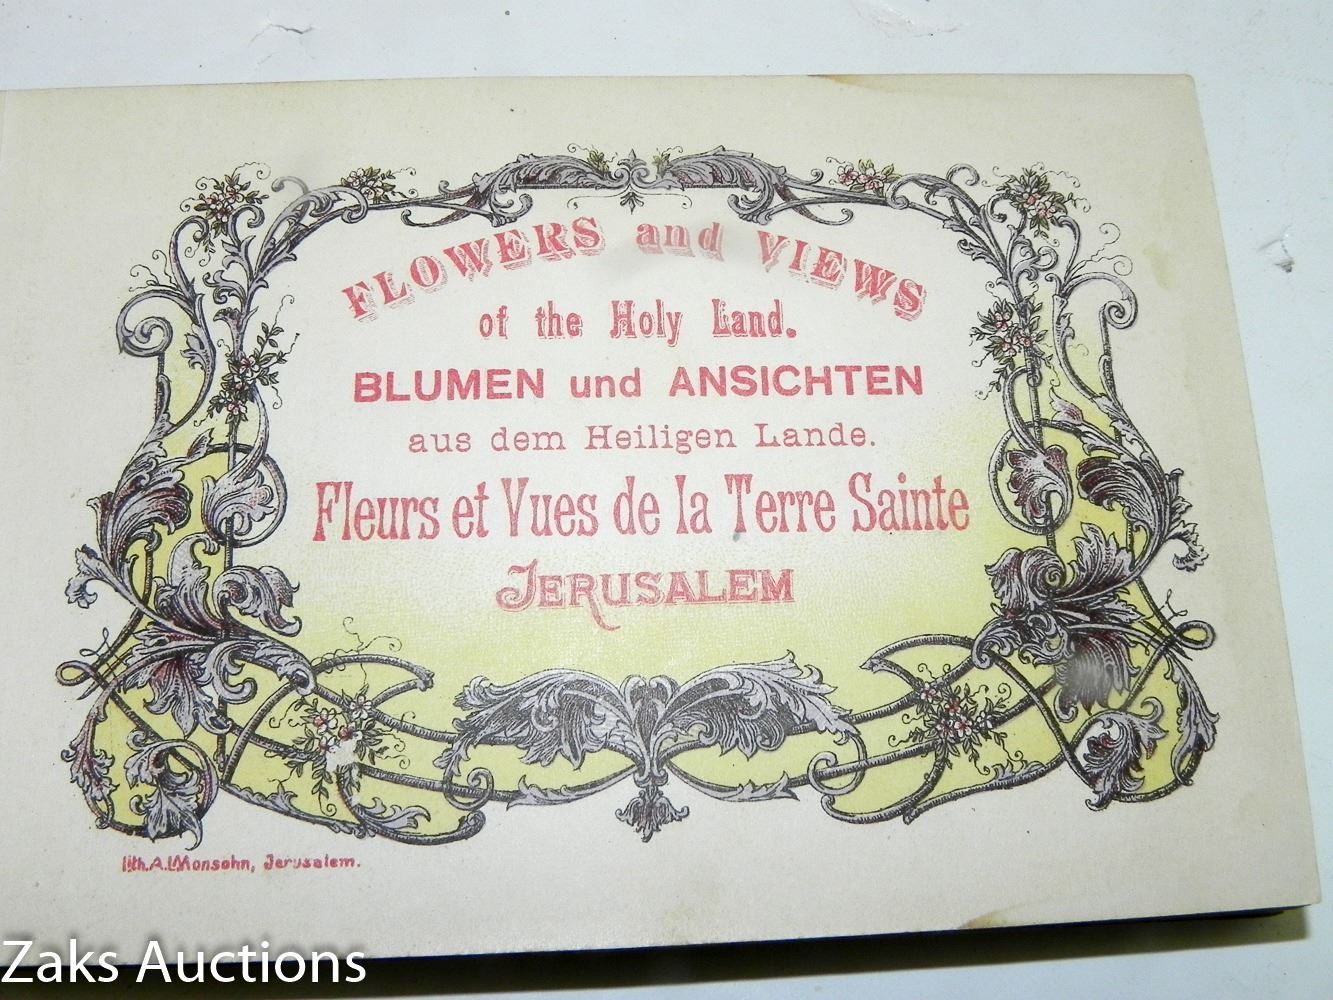 FLOWERS and VIEWS
of the Holy Land.
BLUMEN und ANSICHTEN
aus dem Heiligen Lande.
Fleurs et Vues de la Terre Sainte
JERUSALEM
lith. A.L. Monsohn, Jerusalem.
Zaks Auctions